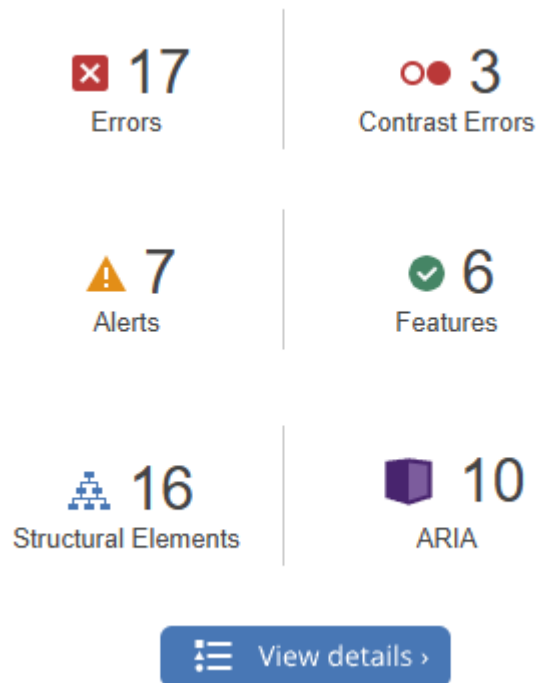 17
Errors
3
Contrast Errors
7
Alerts
6
Features
16
Structural Elements
10
ARIA
View details ›